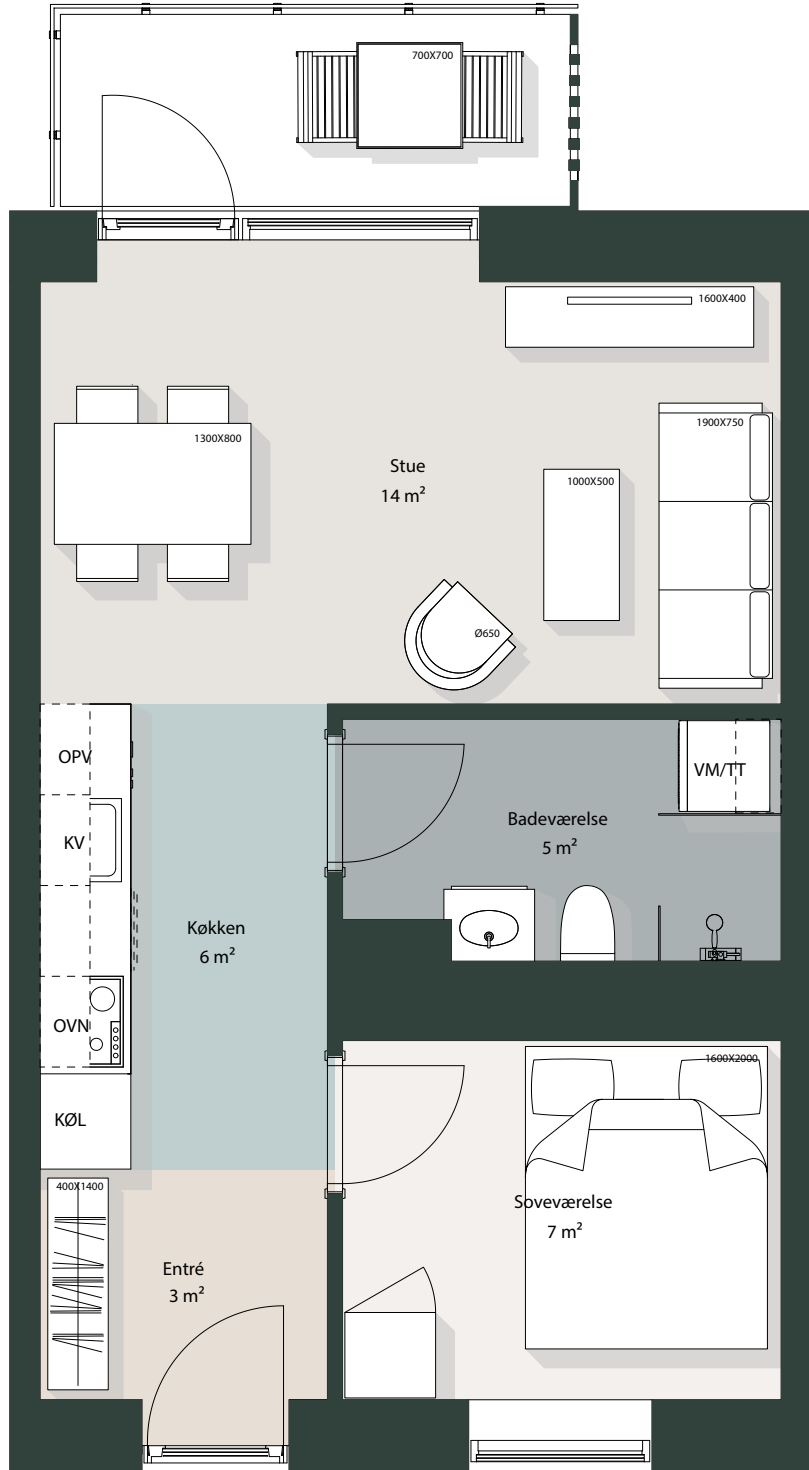 700X700
1600X400
1900X750
1300X800
Stue
14 m²
1000X500
Ø650
OPV
VM/TT
Badeværelse
5 m²
KV
Køkken
6 m²
OVN
1600X2000
KØL
400X1400
Soveværelse
7 m²
Entré
3 m²